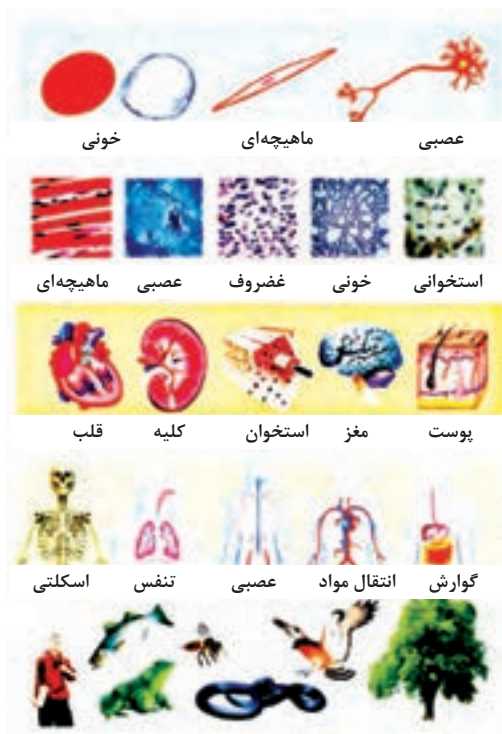 عصبی ماهیچه‌ای خونی
استخوانی خونی غضروف عصبی ماهیچه‌ای
پوست مغز استخوان کلیه قلب
گوارش انتقال مواد عصبی تنفس اسکلتی